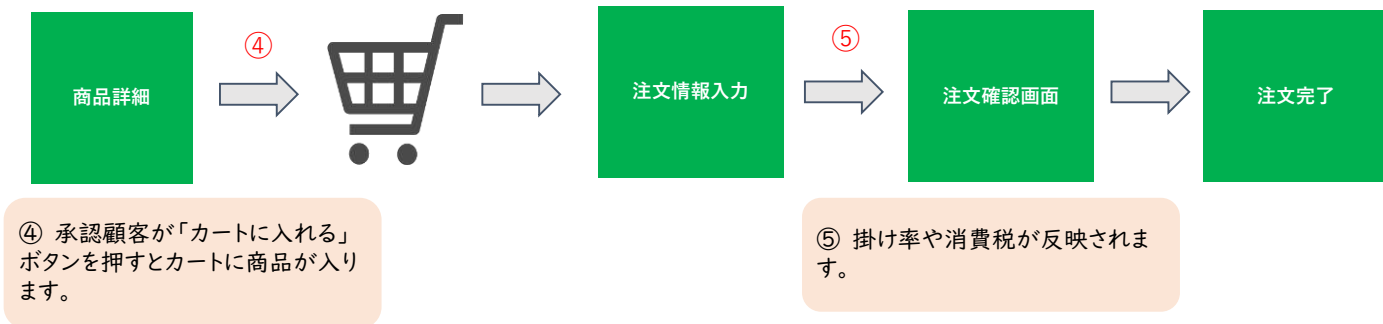 ④
⑤
商品詳細
注文情報入力
注文確認画面
注文完了
④ 承認顧客が「カートに入れる」
ボタンを押すとカートに商品が入り
ます。
⑤ 掛け率や消費税が反映されま
す。